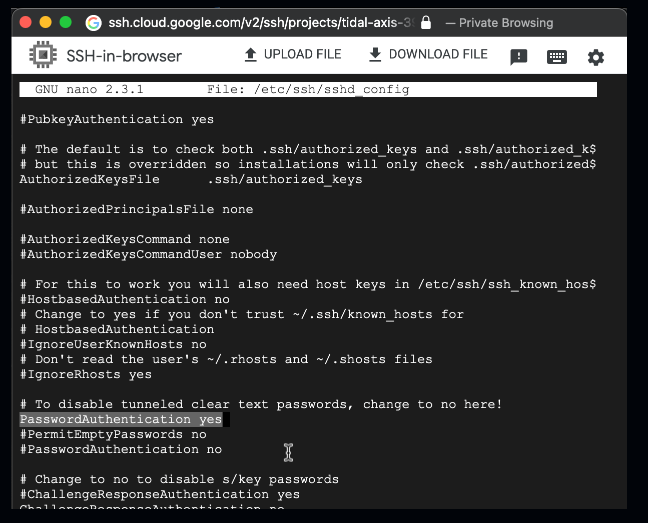 ssh.cloud.google.com/v2/ssh/projects/tidal-axis-39 — Private Browsing
SSH-in-browser UPLOAD FILE DOWNLOAD FILE
GNU nano 2.3.1 File: /etc/ssh/sshd_config
#PubkeyAuthentication yes
# The default is to check both .ssh/authorized_keys and .ssh/authorized_k$
# but this is overridden so installations will only check .ssh/authorized$
AuthorizedKeysFile .ssh/authorized_keys
#AuthorizedPrincipalsFile none
#AuthorizedKeysCommand none
#AuthorizedKeysCommandUser nobody
# For this to work you will also need host keys in /etc/ssh/ssh_known_hos$
#HostbasedAuthentication no
# Change to yes if you don't trust ~/.ssh/known_hosts for
# HostbasedAuthentication
#IgnoreUserKnownHosts no
# Don't read the user's ~/.rhosts and ~/.shosts files
#IgnoreRhosts yes
# To disable tunneled clear text passwords, change to no here!
PasswordAuthentication yes
#PermitEmptyPasswords no
#PasswordAuthentication no
# Change to no to disable s/key passwords
#ChallengeResponseAuthentication yes
ChallengeResponseAuthentication no